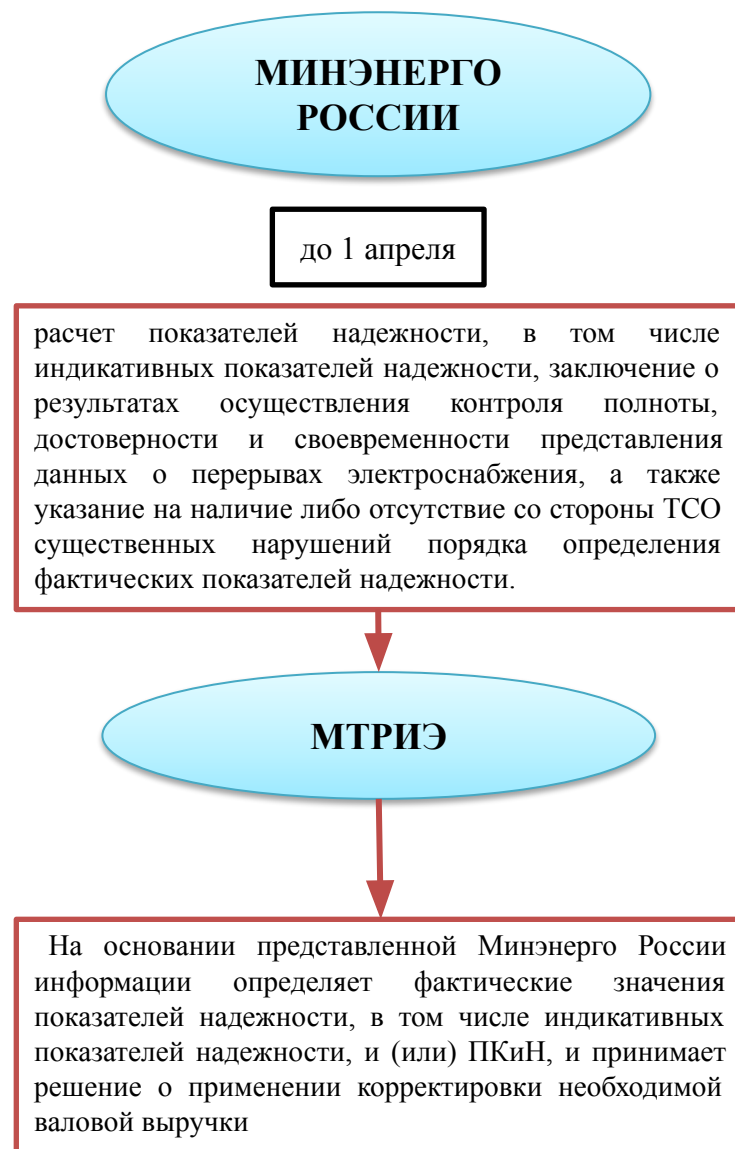 МИНЭНЕРГО
РОССИИ
до 1 апреля
расчет показателей надежности, в том числе
индикативных показателей надежности, заключение о
результатах осуществления контроля полноты,
достоверности и своевременности представления
данных о перерывах электроснабжения, а также
указание на наличие либо отсутствие со стороны ТСО
существенных нарушений порядка определения
фактических показателей надежности.
МТРИЭ
На основании представленной Минэнерго России
информации определяет фактические значения
показателей надежности, в том числе индикативных
показателей надежности, и (или) ПКиН, и принимает
решение о применении корректировки необходимой
валовой выручки